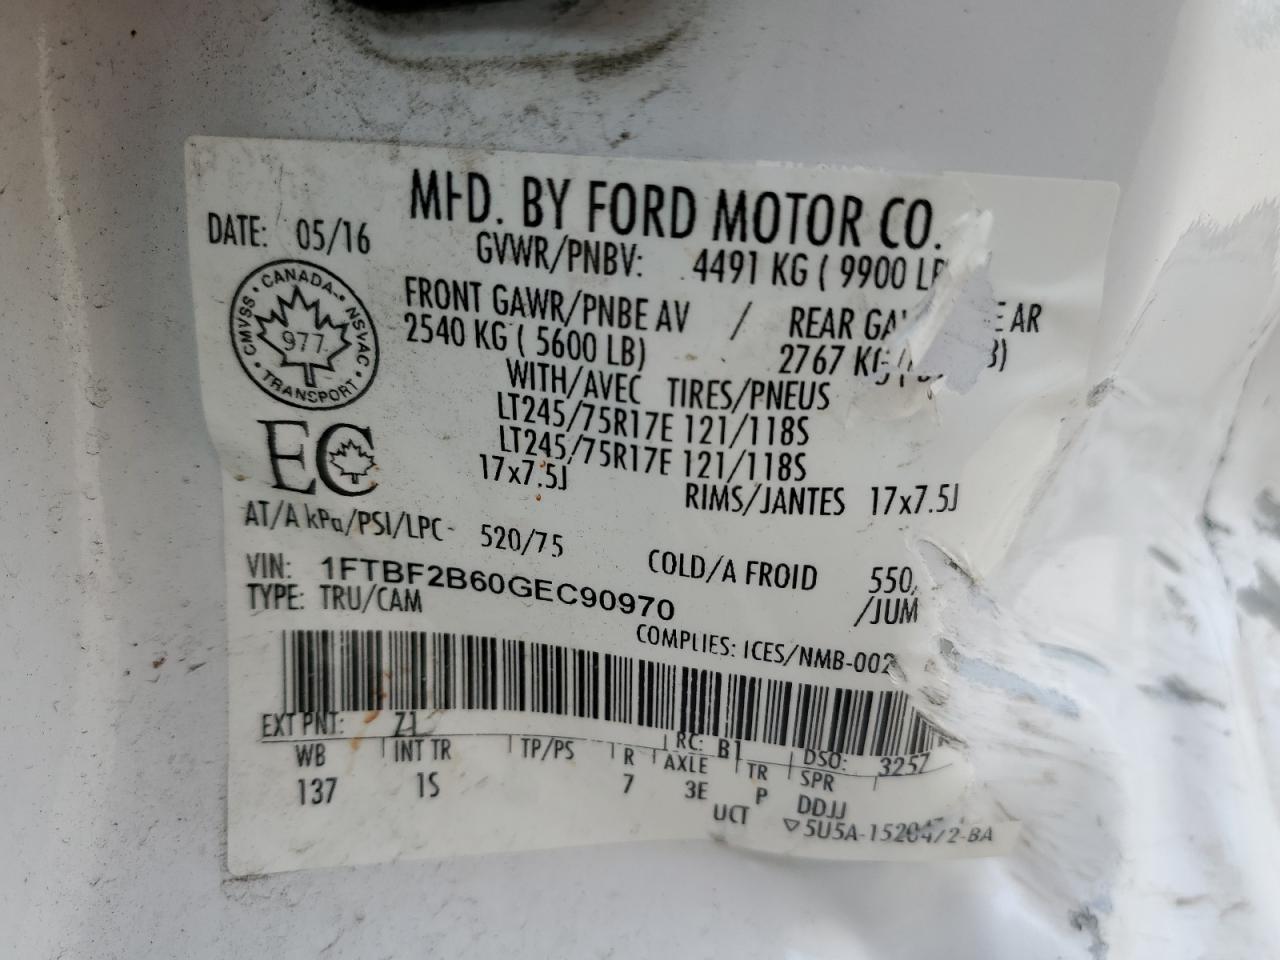 MFD. BY FORD MOTOR CO.
DATE: 05/16
GVWR/PNBV: 4491 KG ( 9900 LB
FRONT GAWR/PNBE AV / REAR GA E AR
2540 KG ( 5600 LB) 2767 KG
WITH/AVEC TIRES/PNEUS
LT245/75R17E 121/118S
LT245/75R17E 121/118S
17x7.5J RIMS/JANTES 17x7.5J
AT/A kPa/PSI/LPC 520/75 COLD/A FROID 550,
/JUM
CMVSS • CANADA • NSVAC • TRANSPORT
977
EC
VIN: 1FTBF2B60GEC90970
TYPE: TRU/CAM
COMPLIES: ICES/NMB-002
EXT PNT: Z1 RC: B1 DSO: 3257
WB INT TR TP/PS R AXLE TR SPR
137 1S 7 3E P DDJJ
UCT ▽5U5A-1520472-BA